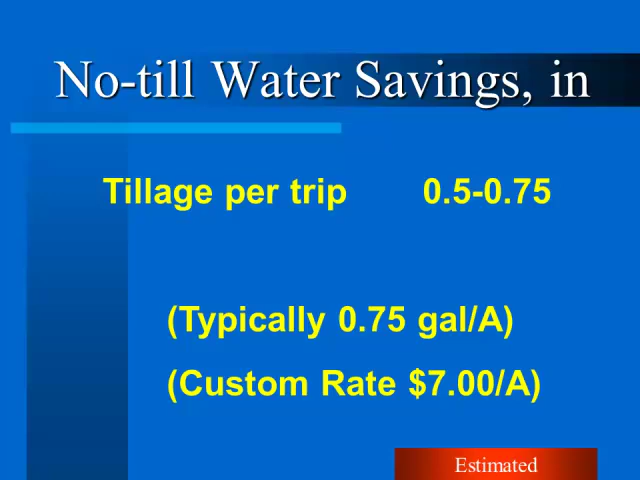 No-till Water Savings, in
Tillage per trip 0.5-0.75
(Typically 0.75 gal/A)
(Custom Rate $7.00/A)
Estimated